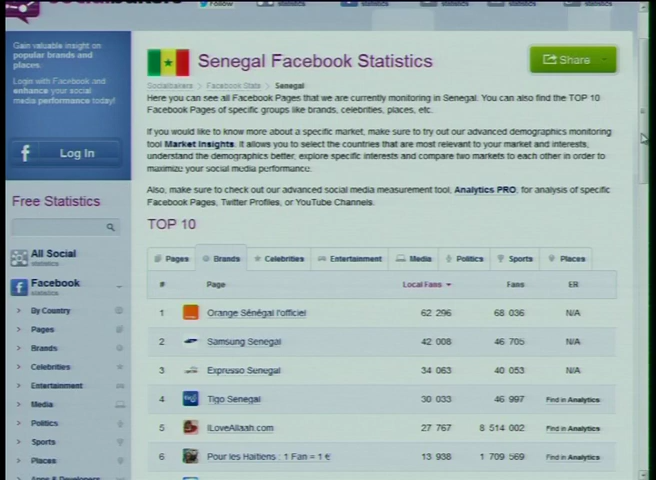 Gain valuable insight on
popular brands and
places.
Login with Facebook and
enhance your social
media performance today!
Log In
Free Statistics
All Social
statistics
Facebook
statistics
By Country
Pages
Brands
Celebrities
Entertainment
Media
Politics
Sports
Places
Apps & Developers
Senegal Facebook Statistics
Share
Socialbakers > Facebook Stats > Senegal
Here you can see all Facebook Pages that we are currently monitoring in Senegal. You can also find the TOP 10
Facebook Pages of specific groups like brands, celebrities, places, etc.
If you would like to know more about a specific market, make sure to try out our advanced demographics monitoring
tool Market Insights. It allows you to select the countries that are most relevant to your market and interests,
understand the demographics better, explore specific interests and compare two markets to each other in order to
maximize your social media performance.
Also, make sure to check out our advanced social media measurement tool, Analytics PRO, for analysis of specific
Facebook Pages, Twitter Profiles, or YouTube Channels.
TOP 10
Pages Brands Celebrities Entertainment Media Politics Sports Places
# Page Local Fans Fans ER
1 Orange Sénégal l'officiel 62 296 68 036 N/A
2 Samsung Senegal 42 008 46 705 N/A
3 Expresso Senegal 34 063 40 053 N/A
4 Tigo Senegal 30 033 46 997 Find in Analytics
5 ILoveAllaah.com 27 767 8 514 002 Find in Analytics
6 Pour les Haïtiens : 1 Fan = 1 € 13 938 1 709 569 Find in Analytics